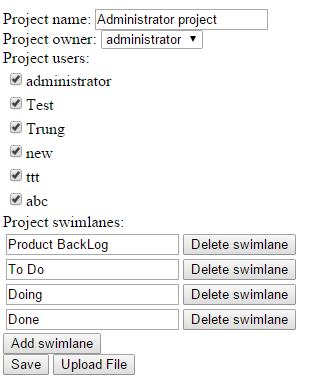 Project name: Administrator project
Project owner: administrator
Project users:
administrator
Test
Trung
new
ttt
abc
Project swimlanes:
Product BackLog Delete swimlane
To Do Delete swimlane
Doing Delete swimlane
Done Delete swimlane
Add swimlane
Save Upload File